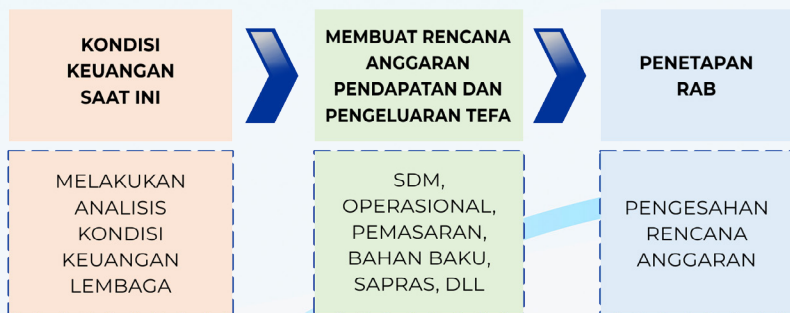 KONDISI
KEUANGAN
SAAT INI
MEMBUAT RENCANA
ANGGARAN
PENDAPATAN DAN
PENGELUARAN TEFA
PENETAPAN
RAB
MELAKUKAN
ANALISIS
KONDISI
KEUANGAN
LEMBAGA
SDM,
OPERASIONAL,
PEMASARAN,
BAHAN BAKU,
SAPRAS, DLL
PENGESAHAN
RENCANA
ANGGARAN